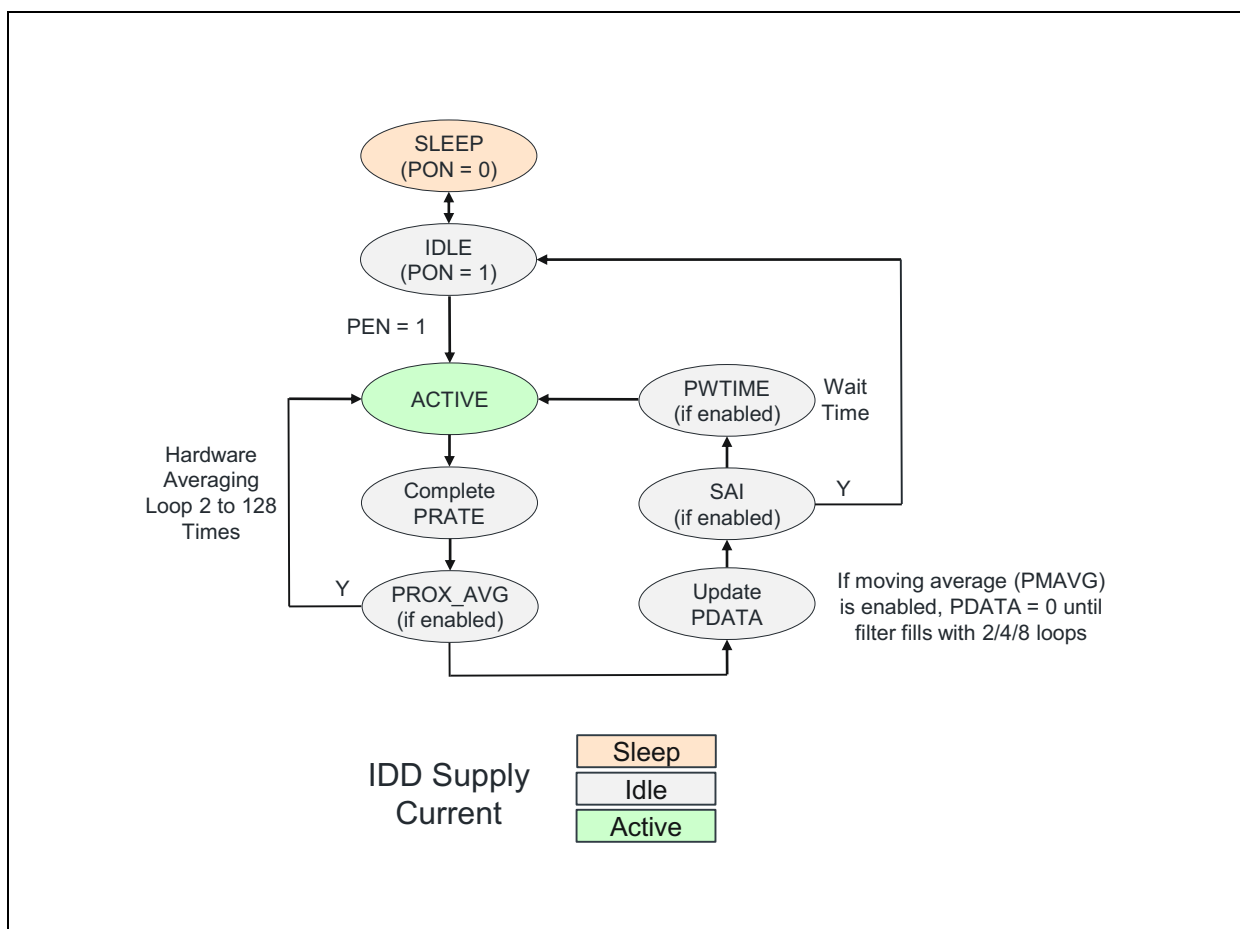 SLEEP
(PON = 0)
IDLE
(PON = 1)
PEN = 1
ACTIVE
PWTIME
(if enabled)
Wait
Time
Hardware
Averaging
Loop 2 to 128
Times
Complete
PRATE
SAI
(if enabled)
Y
Y
PROX_AVG
(if enabled)
Update
PDATA
If moving average (PMAVG)
is enabled, PDATA = 0 until
filter fills with 2/4/8 loops
IDD Supply
Current
Sleep
Idle
Active